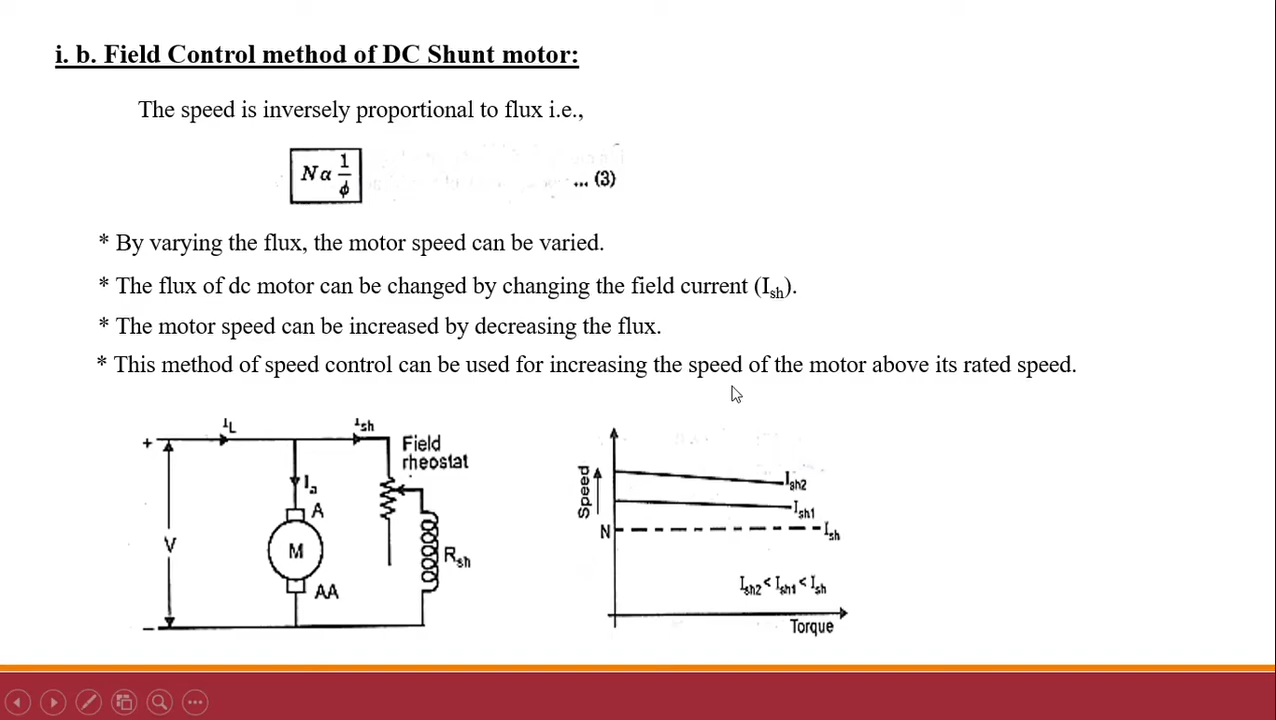 i. b. Field Control method of DC Shunt motor:
The speed is inversely proportional to flux i.e.,
N α 1/ϕ ... (3)
* By varying the flux, the motor speed can be varied.
* The flux of dc motor can be changed by changing the field current (Ish).
* The motor speed can be increased by decreasing the flux.
* This method of speed control can be used for increasing the speed of the motor above its rated speed.
+ IL Ish
Field
rheostat
Ia
A
V
M
Rsh
AA
−
Speed
Ish2
Ish1
N Ish
Ish2 < Ish1 < Ish
Torque